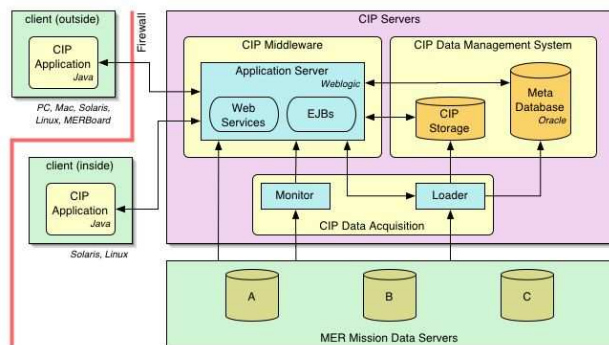 client (outside)
CIP
Application
Java
PC, Mac, Solaris,
Linux, MERBoard
Firewall
client (inside)
CIP
Application
Java
Solaris, Linux
CIP Servers
CIP Middleware
Application Server
Weblogic
Web
Services
EJBs
CIP Data Management System
CIP
Storage
Meta
Database
Oracle
Monitor
Loader
CIP Data Acquisition
A
B
C
MER Mission Data Servers